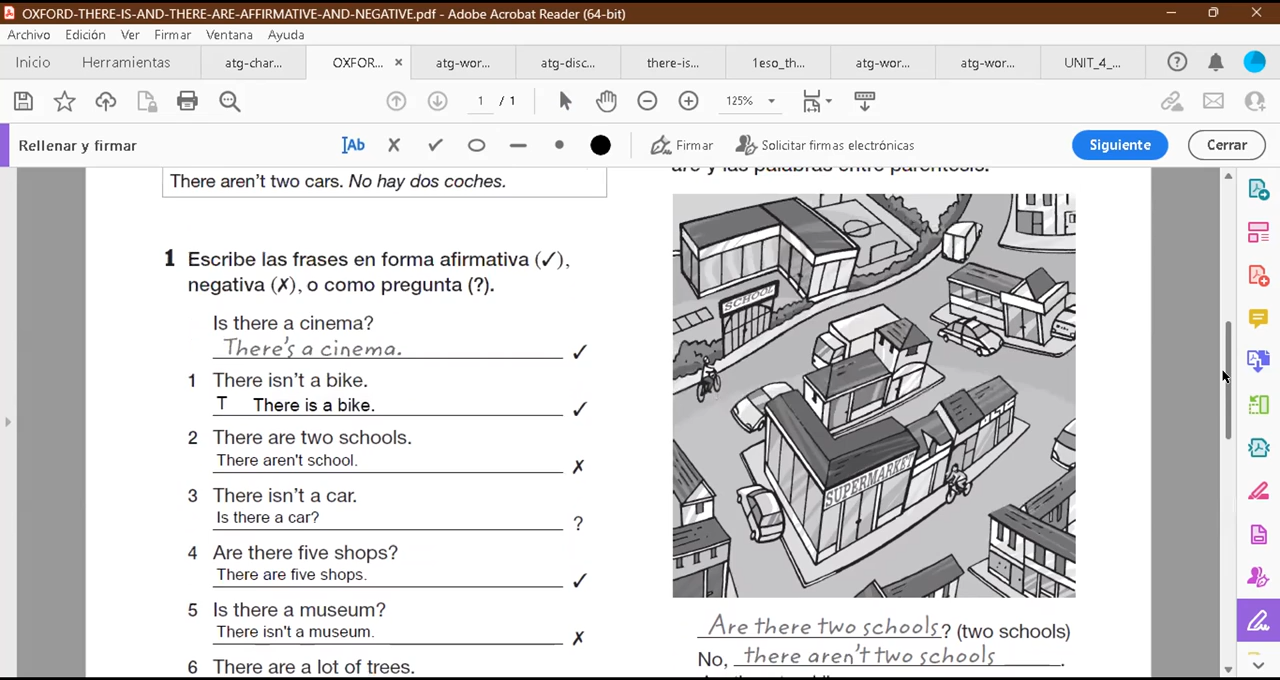 OXFORD-THERE-IS-AND-THERE-ARE-AFFIRMATIVE-AND-NEGATIVE.pdf - Adobe Acrobat Reader (64-bit)
Archivo Edición Ver Firmar Ventana Ayuda
Inicio Herramientas atg-char... OXFOR... × atg-wor... atg-disc... there-is... 1eso_th... atg-wor... atg-wor... UNIT_4_...
1 / 1 125%
Rellenar y firmar Ab Firmar Solicitar firmas electrónicas Siguiente Cerrar
There aren't two cars. No hay dos coches.
1 Escribe las frases en forma afirmativa (✓),
negativa (✗), o como pregunta (?).
Is there a cinema?
There's a cinema. ✓
1 There isn't a bike.
T There is a bike. ✓
2 There are two schools.
There aren't school. ✗
3 There isn't a car.
Is there a car? ?
4 Are there five shops?
There are five shops. ✓
5 Is there a museum?
There isn't a museum. ✗
6 There are a lot of trees.
are y las palabras entre paréntesis.
SCHOOL
SUPERMARKET
Are there two schools? (two schools)
No, there aren't two schools.